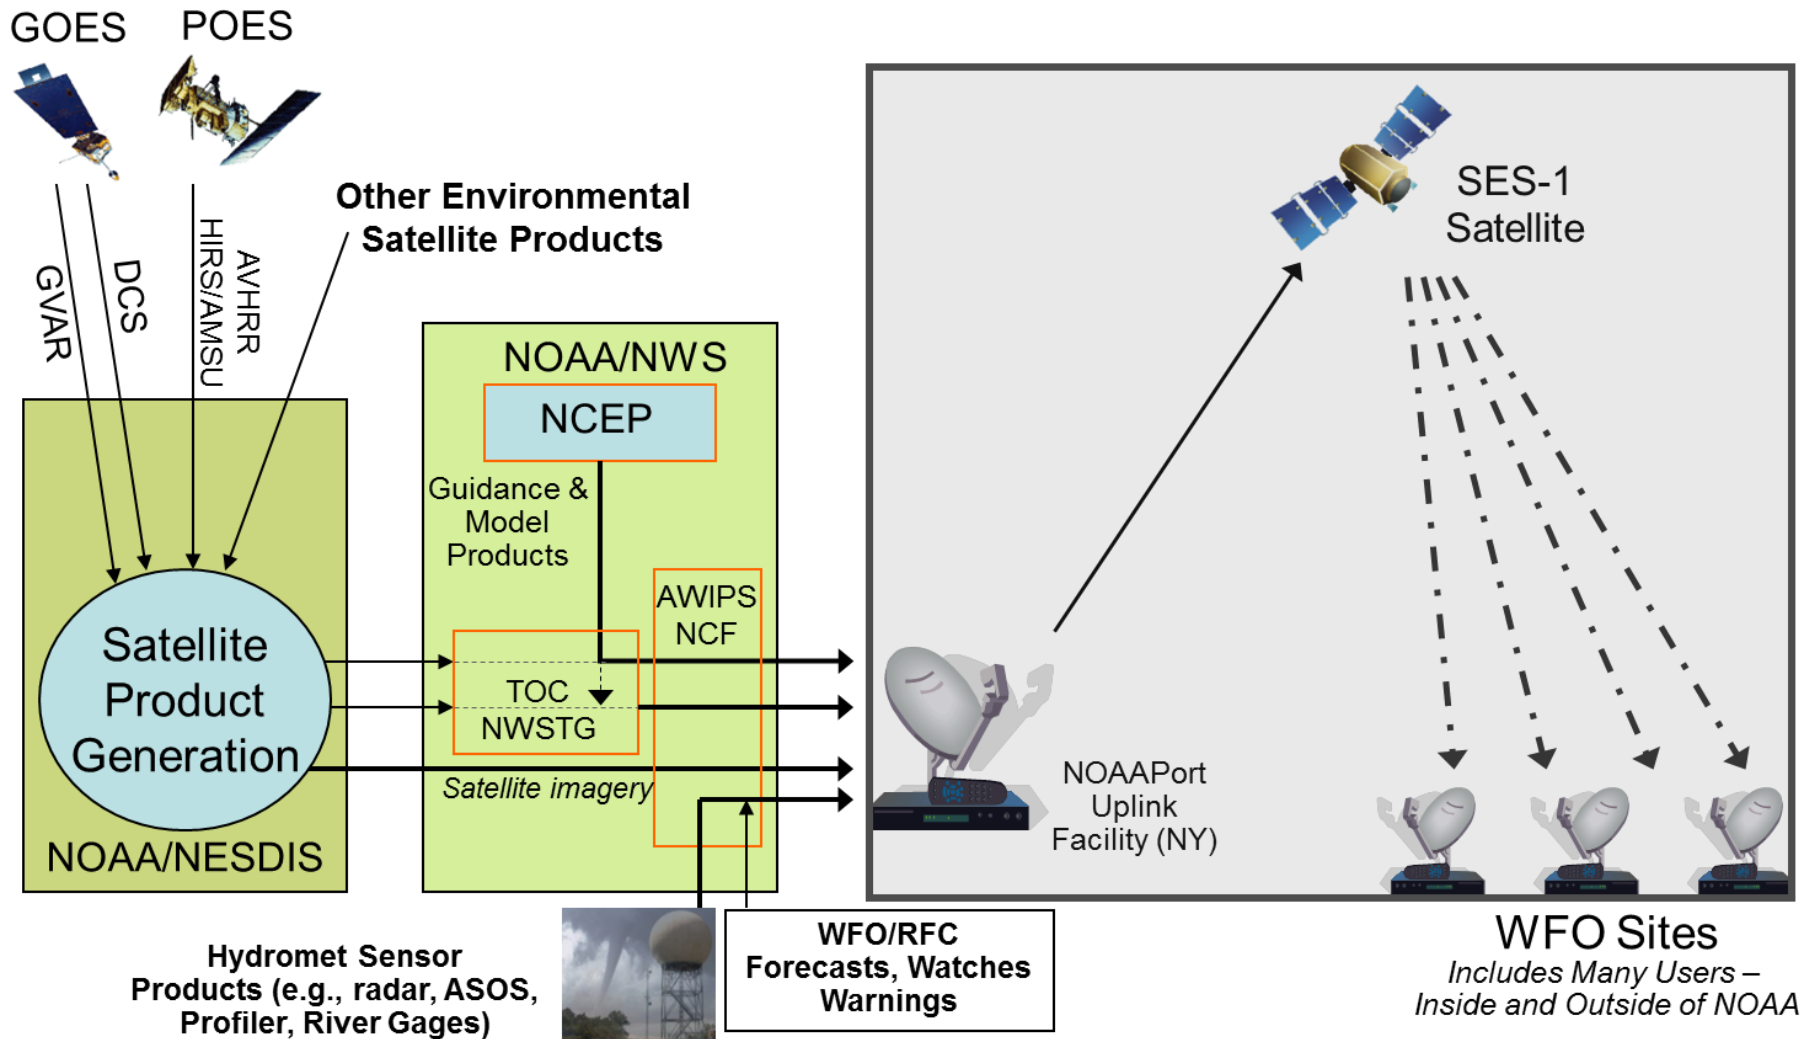 GOES
POES
Other Environmental
Satellite Products
GVAR
DCS
AVHRR
HIRS/AMSU
Satellite
Product
Generation
NOAA/NESDIS
NOAA/NWS
NCEP
Guidance &
Model
Products
AWIPS
NCF
TOC
NWSTG
Satellite imagery
Hydromet Sensor
Products (e.g., radar, ASOS,
Profiler, River Gages)
WFO/RFC
Forecasts, Watches
Warnings
SES-1
Satellite
NOAAPort
Uplink
Facility (NY)
WFO Sites
Includes Many Users –
Inside and Outside of NOAA